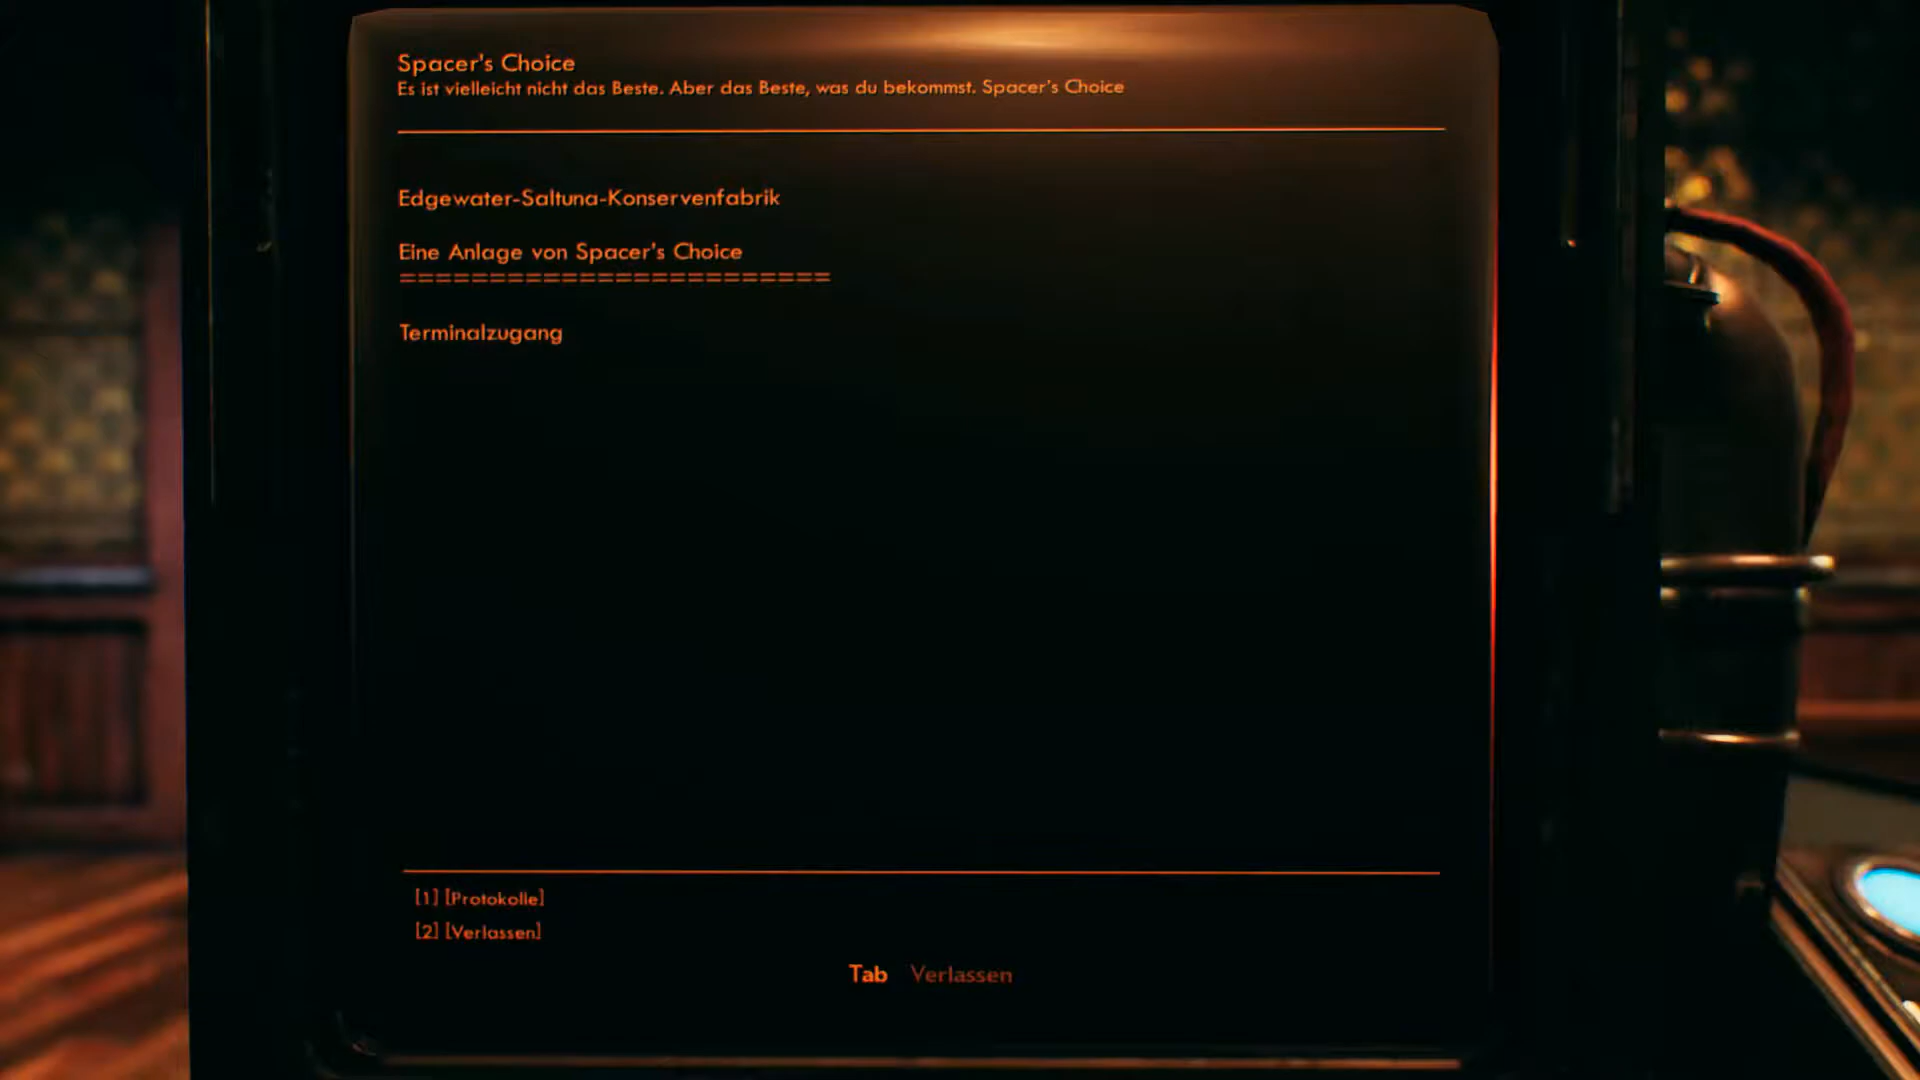 Spacer's Choice
Es ist vielleicht nicht das Beste. Aber das Beste, was du bekommst. Spacer's Choice
Edgewater-Saltuna-Konservenfabrik
Eine Anlage von Spacer's Choice
========================
Terminalzugang
[1] [Protokolle]
[2] [Verlassen]
Tab Verlassen